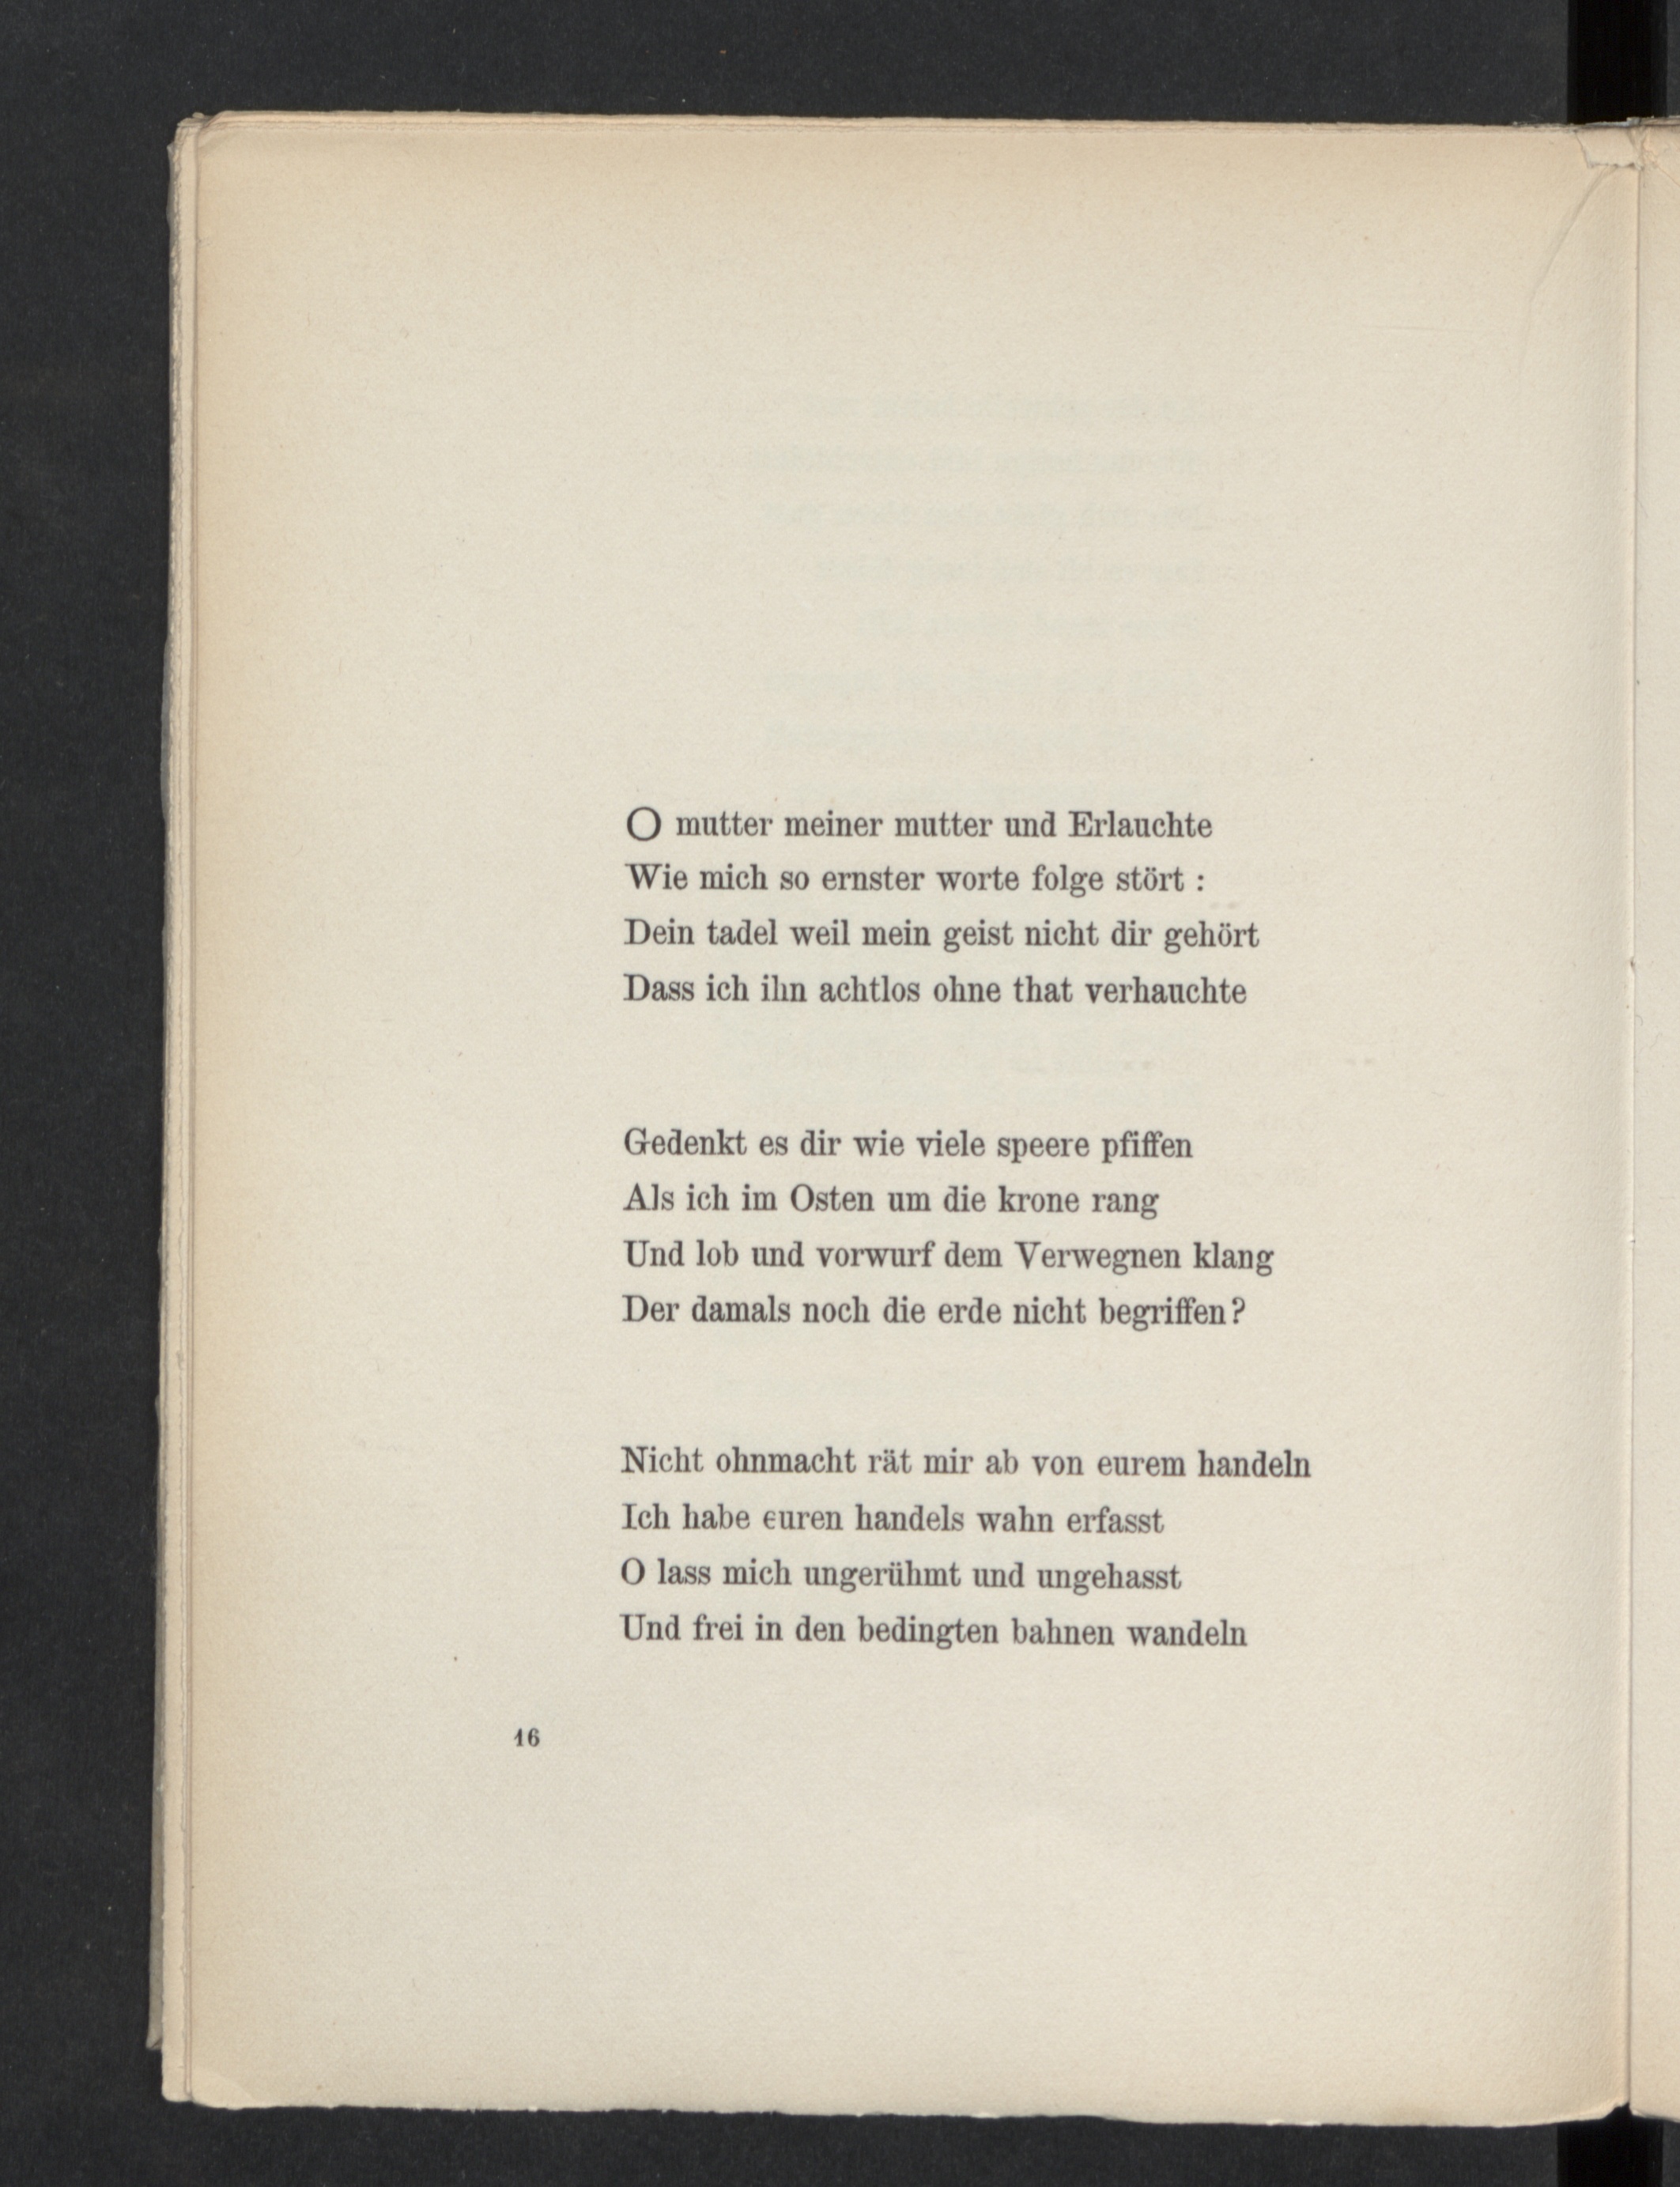 O mutter meiner mutter und Erlauchte
Wie mich so ernster worte folge stört :
Dein tadel weil mein geist nicht dir gehört
Dass ich ihn achtlos ohne that verhauchte
Gedenkt es dir wie viele speere pfiffen
Als ich im Osten um die krone rang
Und lob und vorwurf dem Verwegnen klang
Der damals noch die erde nicht begriffen?
Nicht ohnmacht rät mir ab von eurem handeln
Ich habe euren handels wahn erfasst
O lass mich ungerühmt und ungehasst
Und frei in den bedingten bahnen wandeln
16